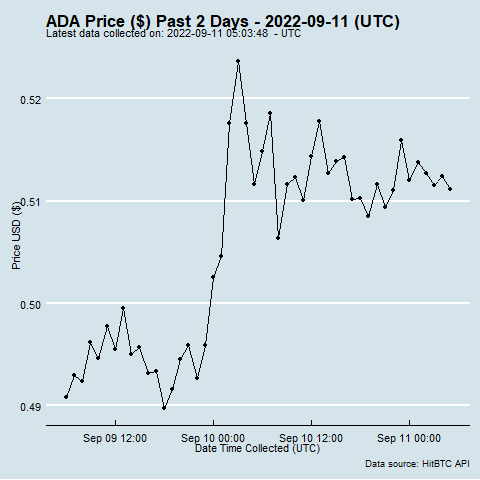 ADA Price ($) Past 2 Days - 2022-09-11 (UTC)
Latest data collected on: 2022-09-11 05:03:48  - UTC
0.52
0.51
0.50
0.49
Price USD ($)
Sep 09 12:00
Sep 10 00:00
Sep 10 12:00
Sep 11 00:00
Date Time Collected (UTC)
Data source: HitBTC API